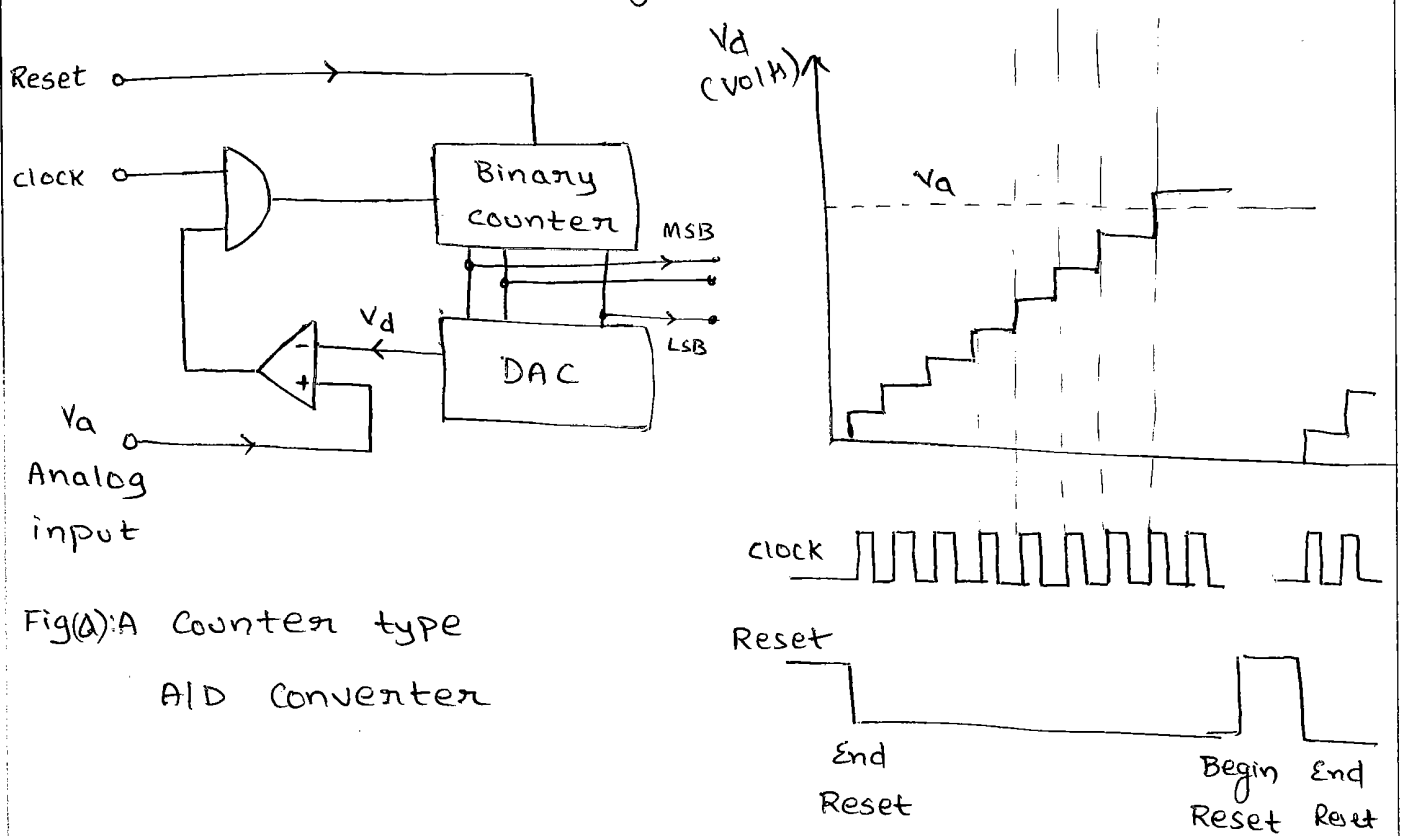 Reset
clock
Binary
counter
MSB
LSB
Vd
DAC
-
+
Va
Analog
input
Fig(a):A Counter type
A/D Converter
Vd
(volts)
Va
clock
Reset
End
Reset
Begin
Reset
End
Reset